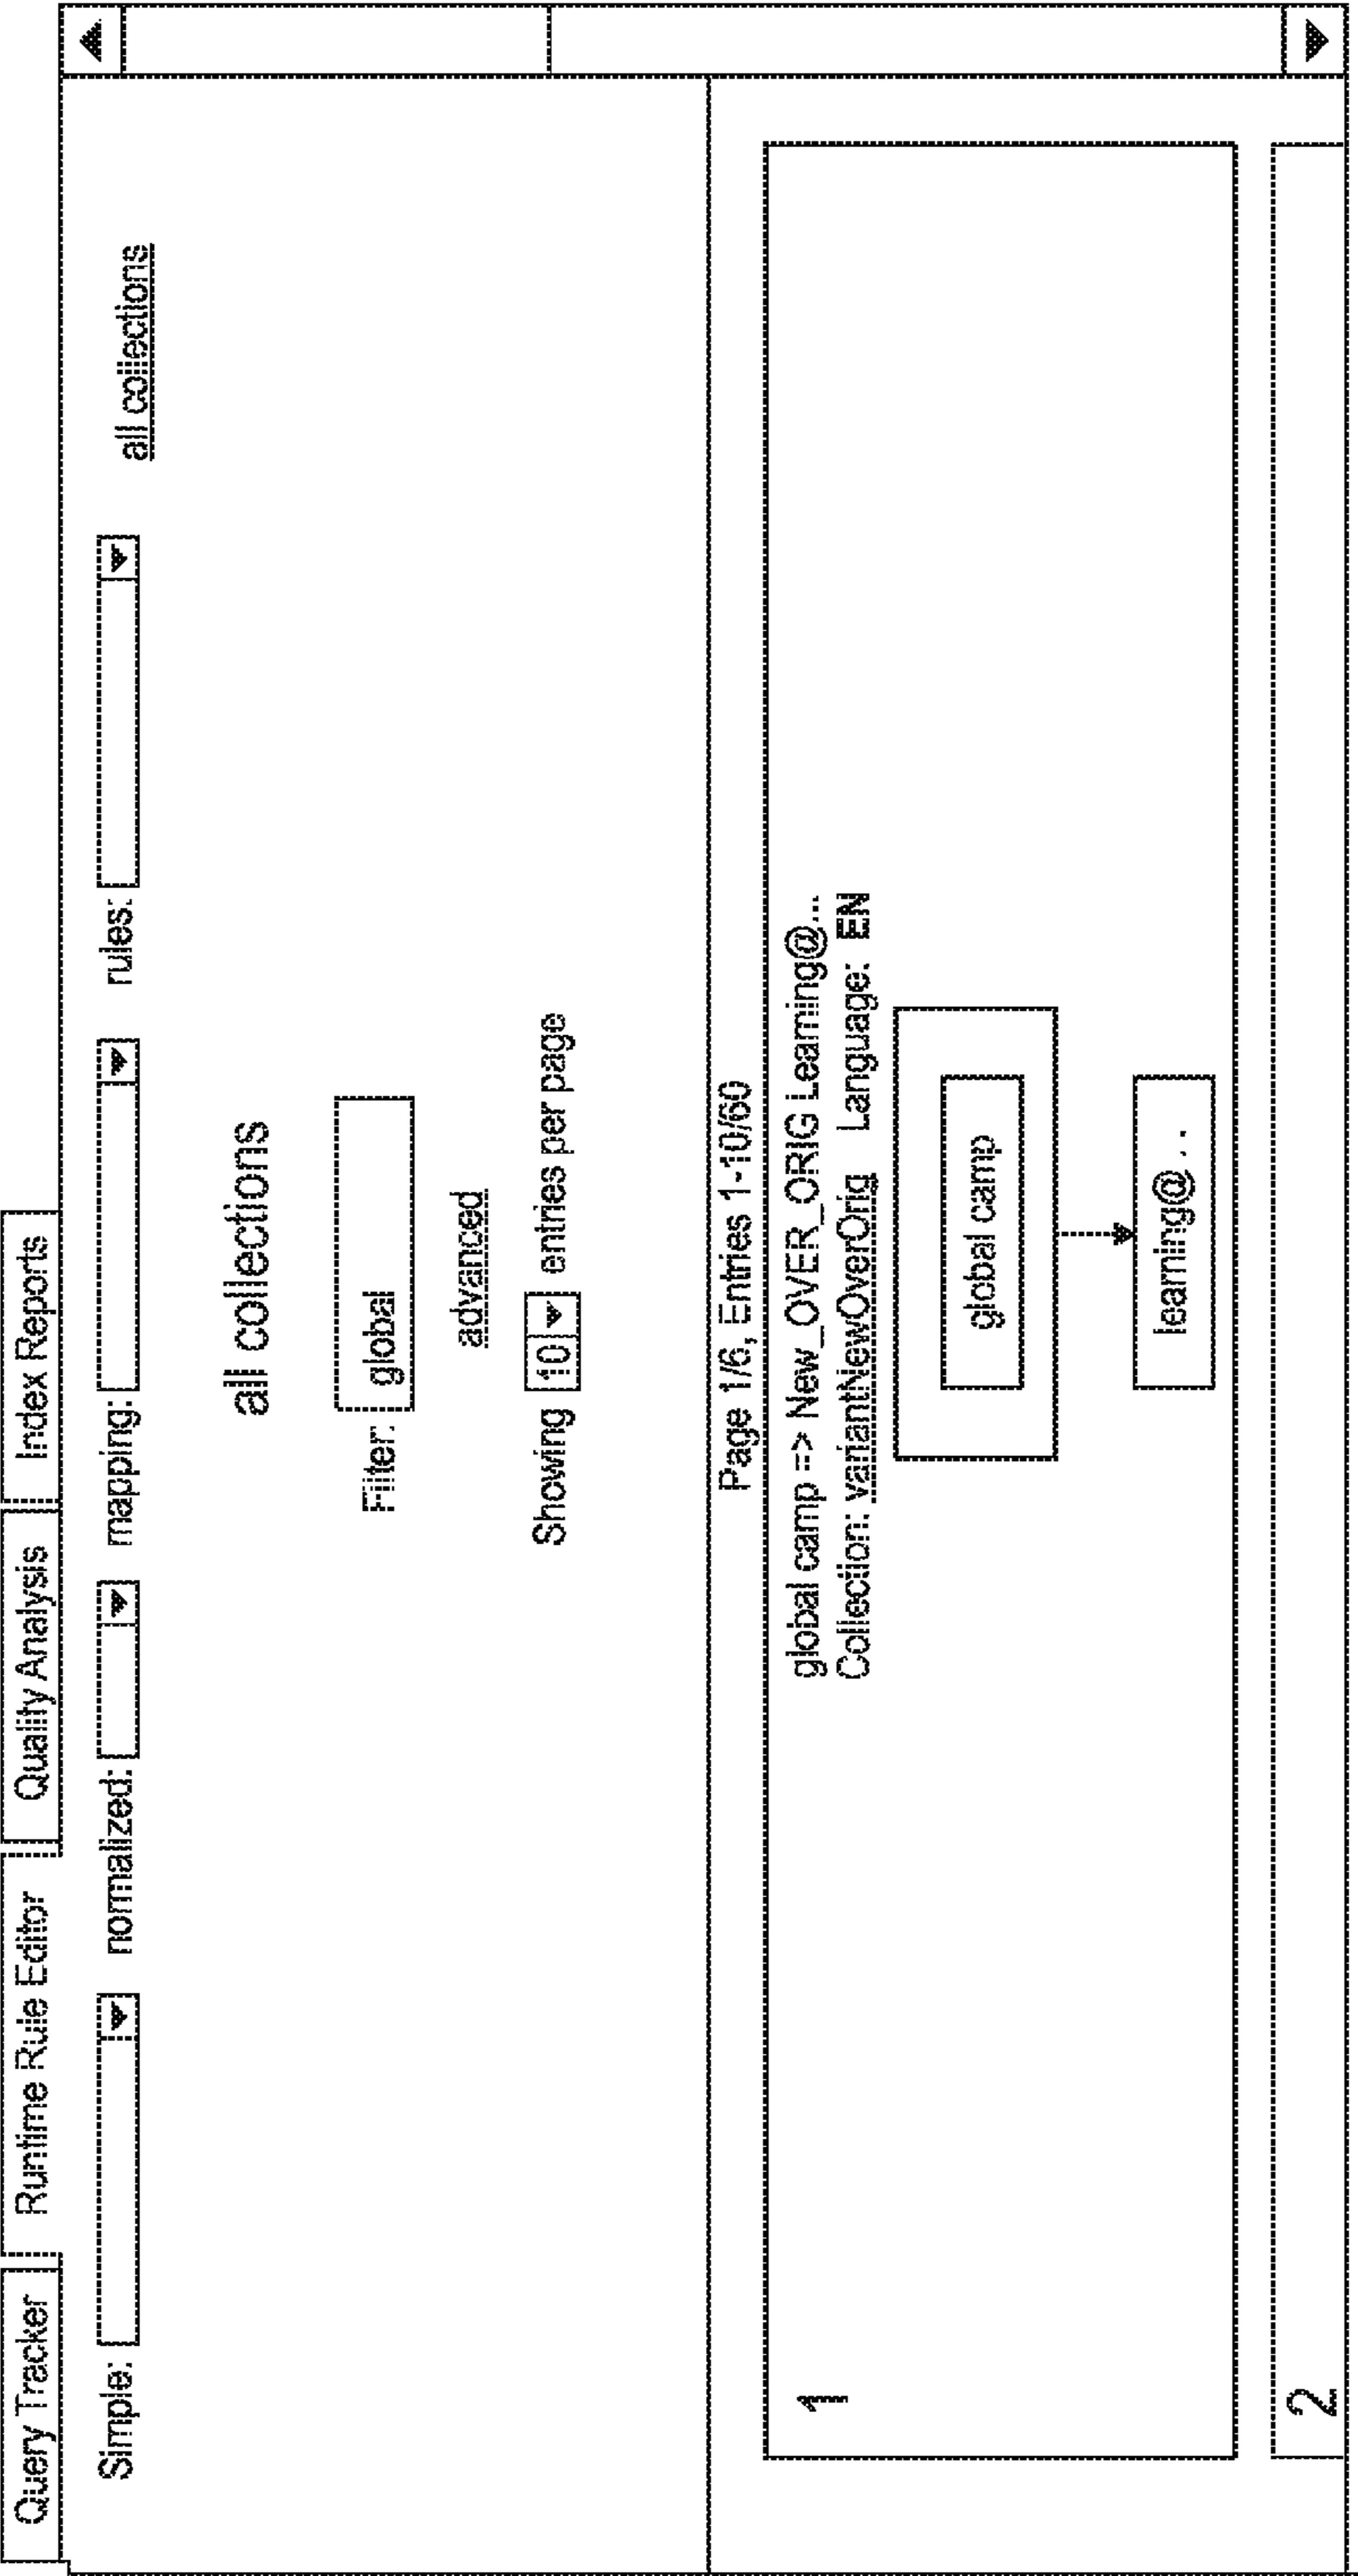 Query Tracker Runtime Rule Editor Quality Analysis Index Reports
Simple: normalized: mapping: rules: all collections
all collections
Filter: global
advanced
Showing 10 entries per page
Page 1/6, Entries 1-10/60
1
global camp => New_OVER_ORIG Learning@...
Collection: variantNewOverOrig Language: EN
global camp
learning@...
2